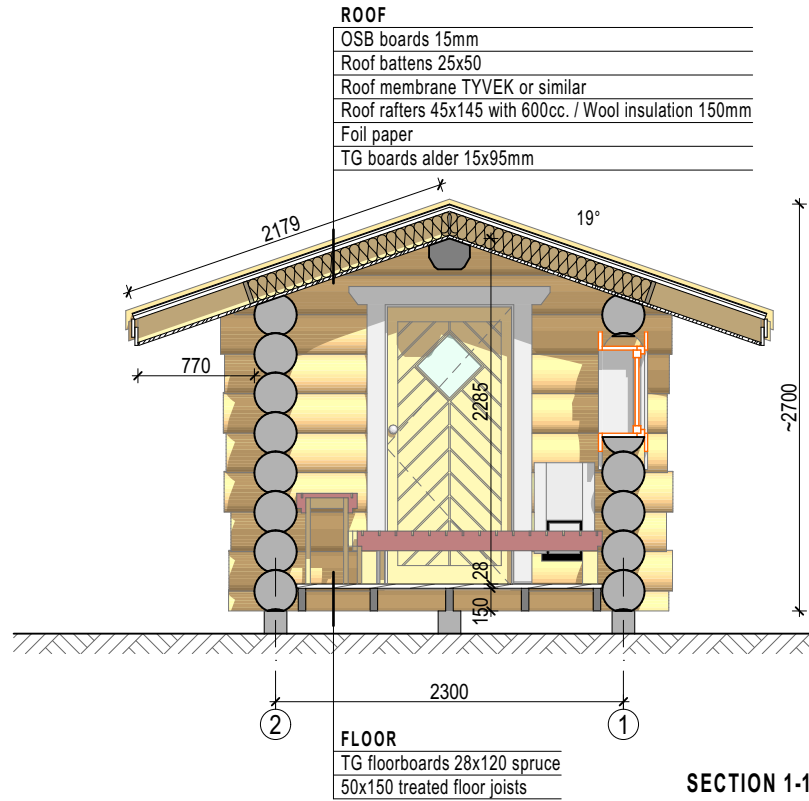 ROOF
OSB boards 15mm
Roof battens 25x50
Roof membrane TYVEK or similar
Roof rafters 45x145 with 600cc. / Wool insulation 150mm
Foil paper
TG boards alder 15x95mm
2179
19°
770
2285
~2700
28
150
2300
2
1
FLOOR
TG floorboards 28x120 spruce
50x150 treated floor joists
SECTION 1-1